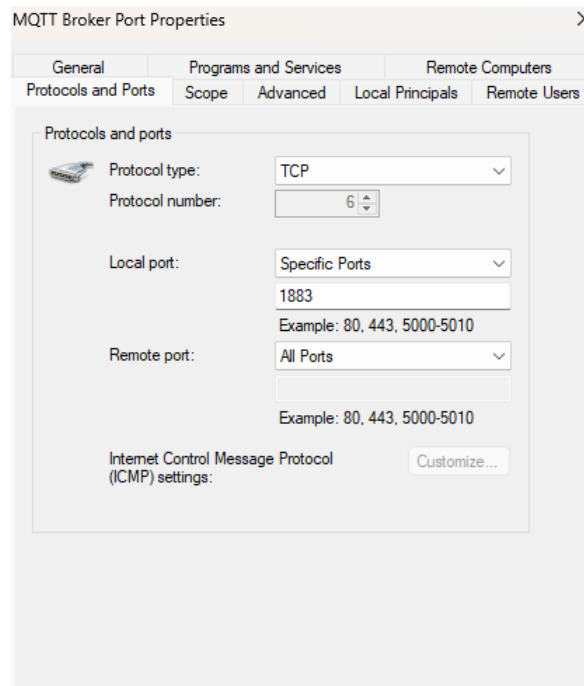 MQTT Broker Port Properties
General Programs and Services Remote Computers
Protocols and Ports Scope Advanced Local Principals Remote Users
Protocols and ports
Protocol type: TCP
Protocol number: 6
Local port: Specific Ports
1883
Example: 80, 443, 5000-5010
Remote port: All Ports
Example: 80, 443, 5000-5010
Internet Control Message Protocol Customize...
(ICMP) settings: